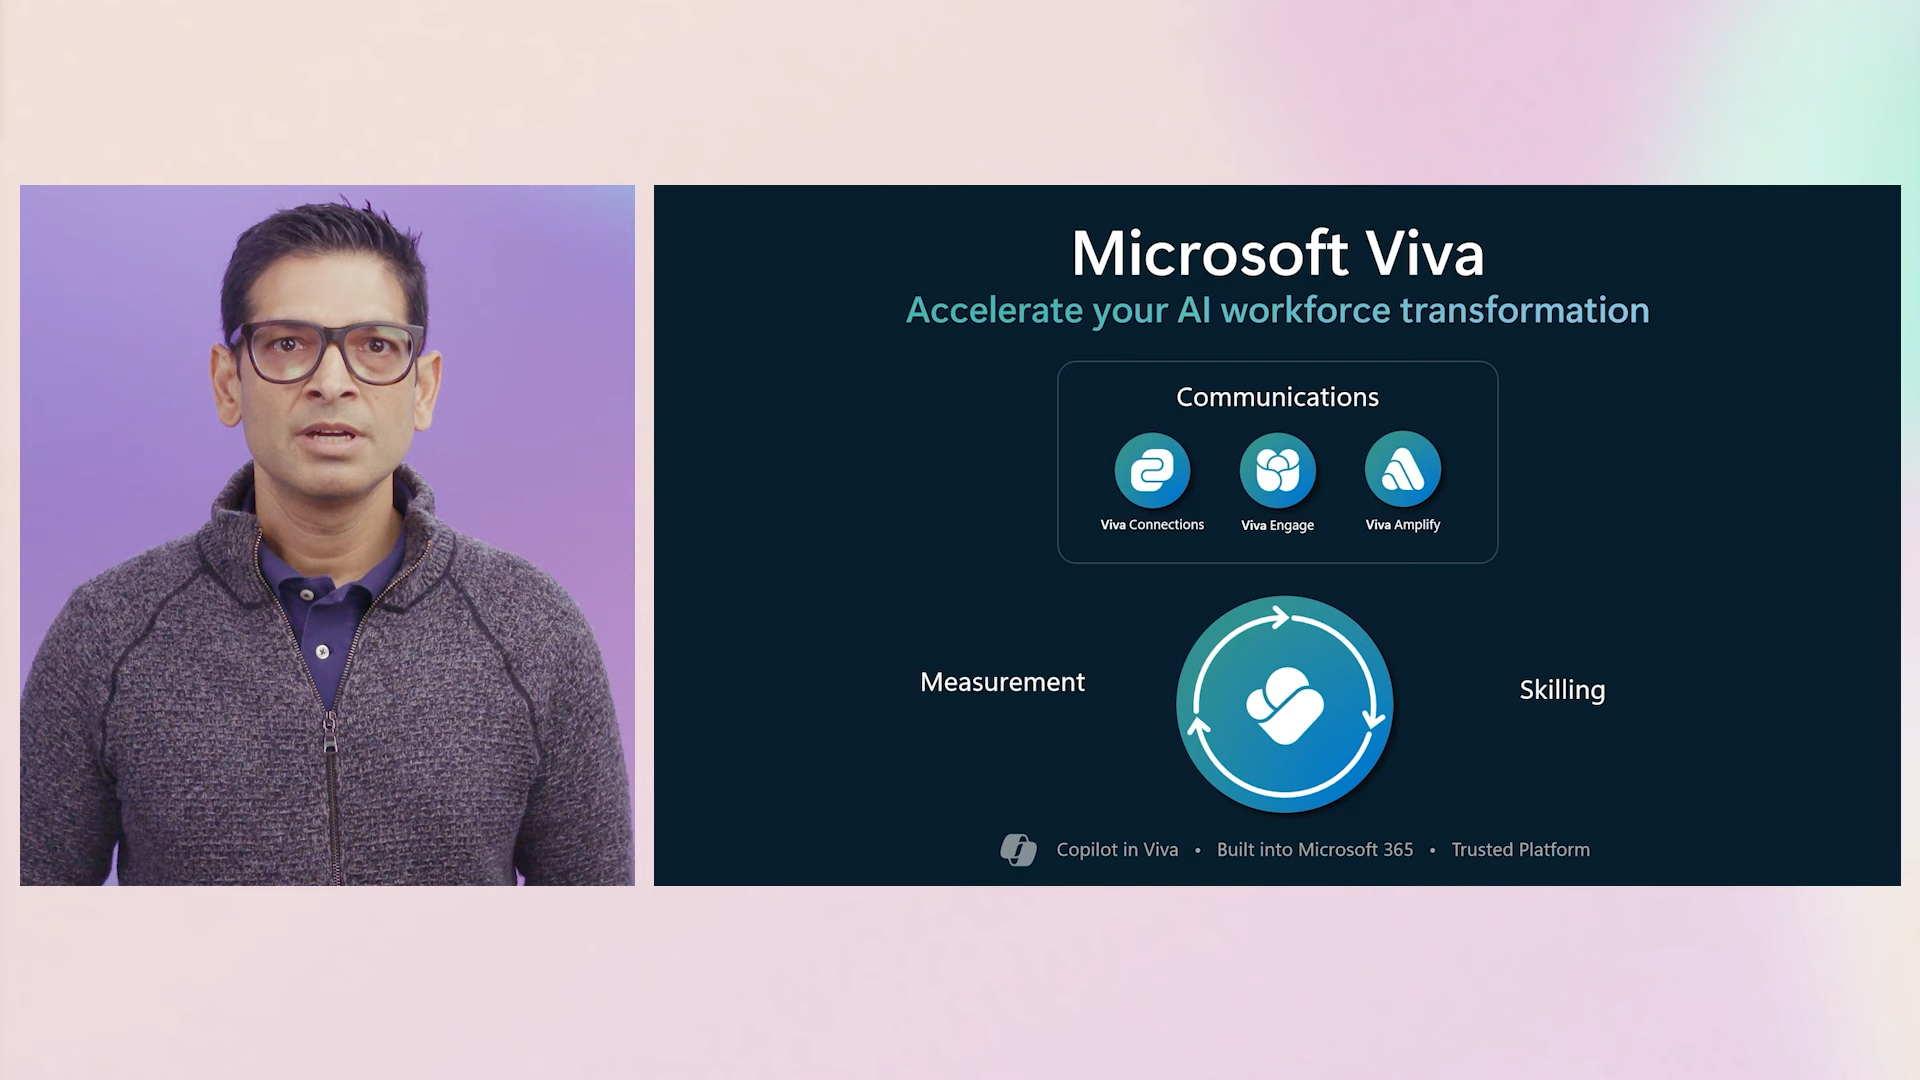 Microsoft Viva
Accelerate your AI workforce transformation
Communications
Viva Connections
Viva Engage
Viva Amplify
Measurement
Skilling
Copilot in Viva • Built into Microsoft 365 • Trusted Platform